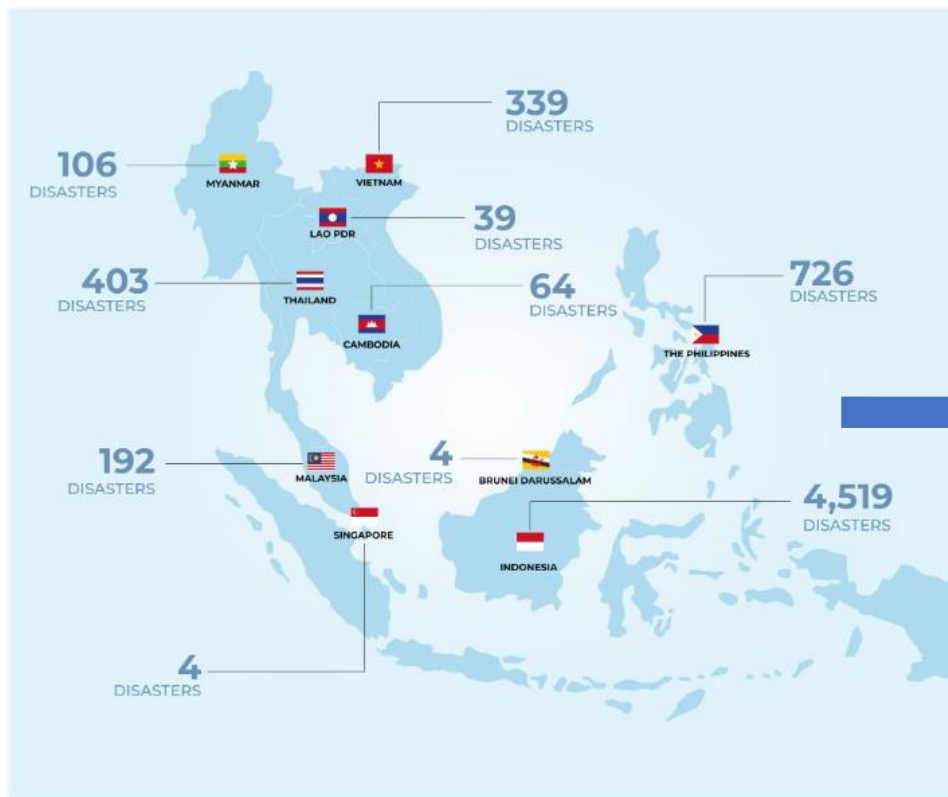 339
DISASTERS
106
DISASTERS
MYANMAR
VIETNAM
39
DISASTERS
LAO PDR
403
DISASTERS
THAILAND
64
DISASTERS
CAMBODIA
726
DISASTERS
THE PHILIPPINES
192
DISASTERS
MALAYSIA
4
DISASTERS
BRUNEI DARUSSALAM
4,519
DISASTERS
SINGAPORE
INDONESIA
4
DISASTERS